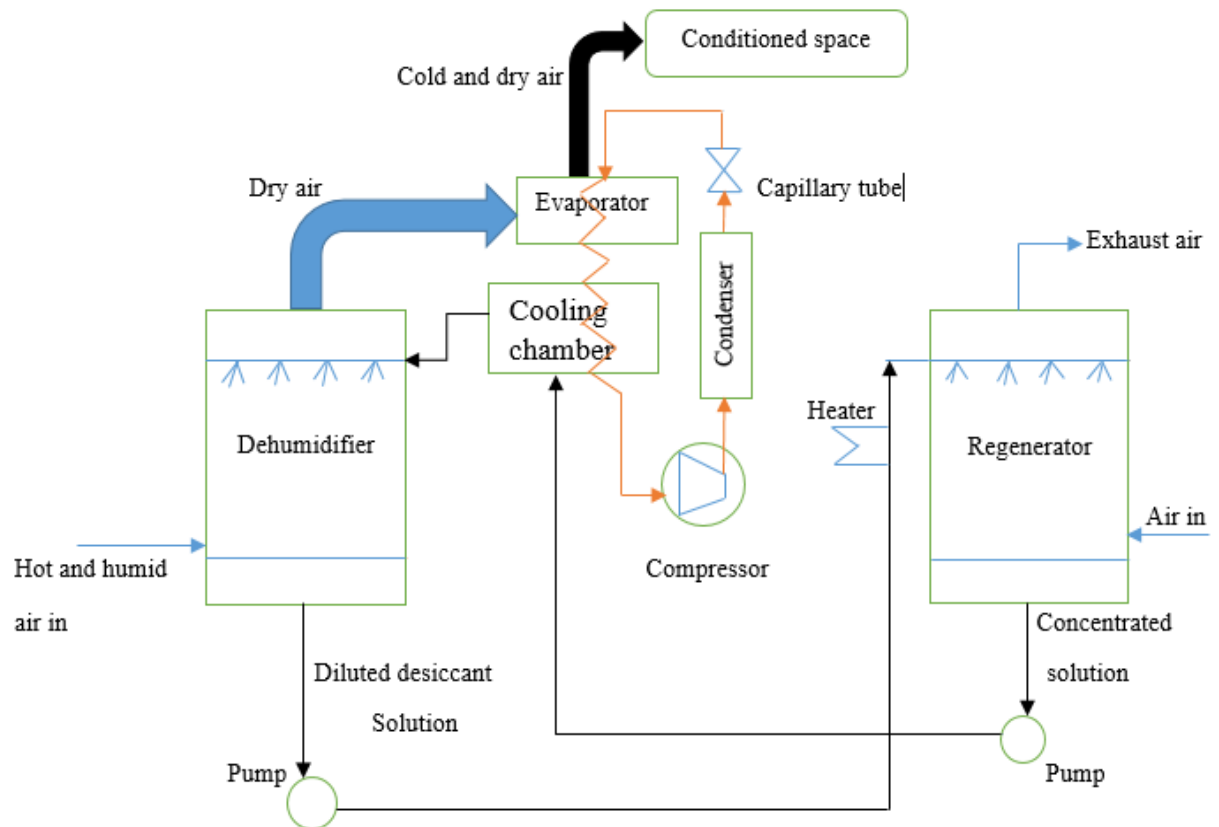 Conditioned space
Cold and dry air
Dry air
Evaporator
Capillary tube
Exhaust air
Cooling
chamber
Condenser
Heater
Dehumidifier
Regenerator
Air in
Hot and humid
air in
Compressor
Concentrated
solution
Diluted desiccant
Solution
Pump
Pump